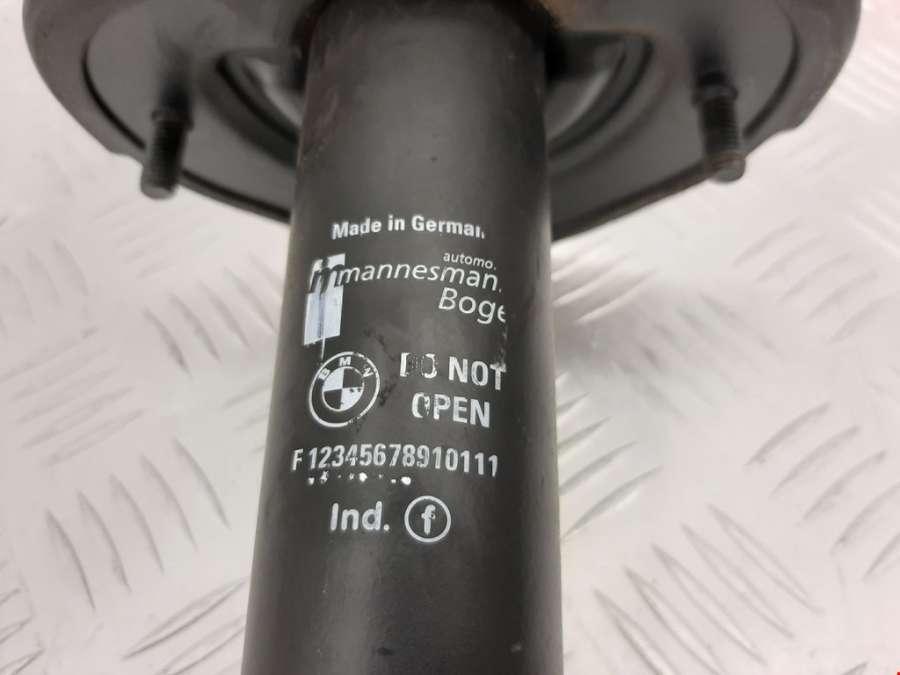 Made in German
automo.
mannesman
Boge
BMW
DO NOT
OPEN
F 12345678910111
Ind. f